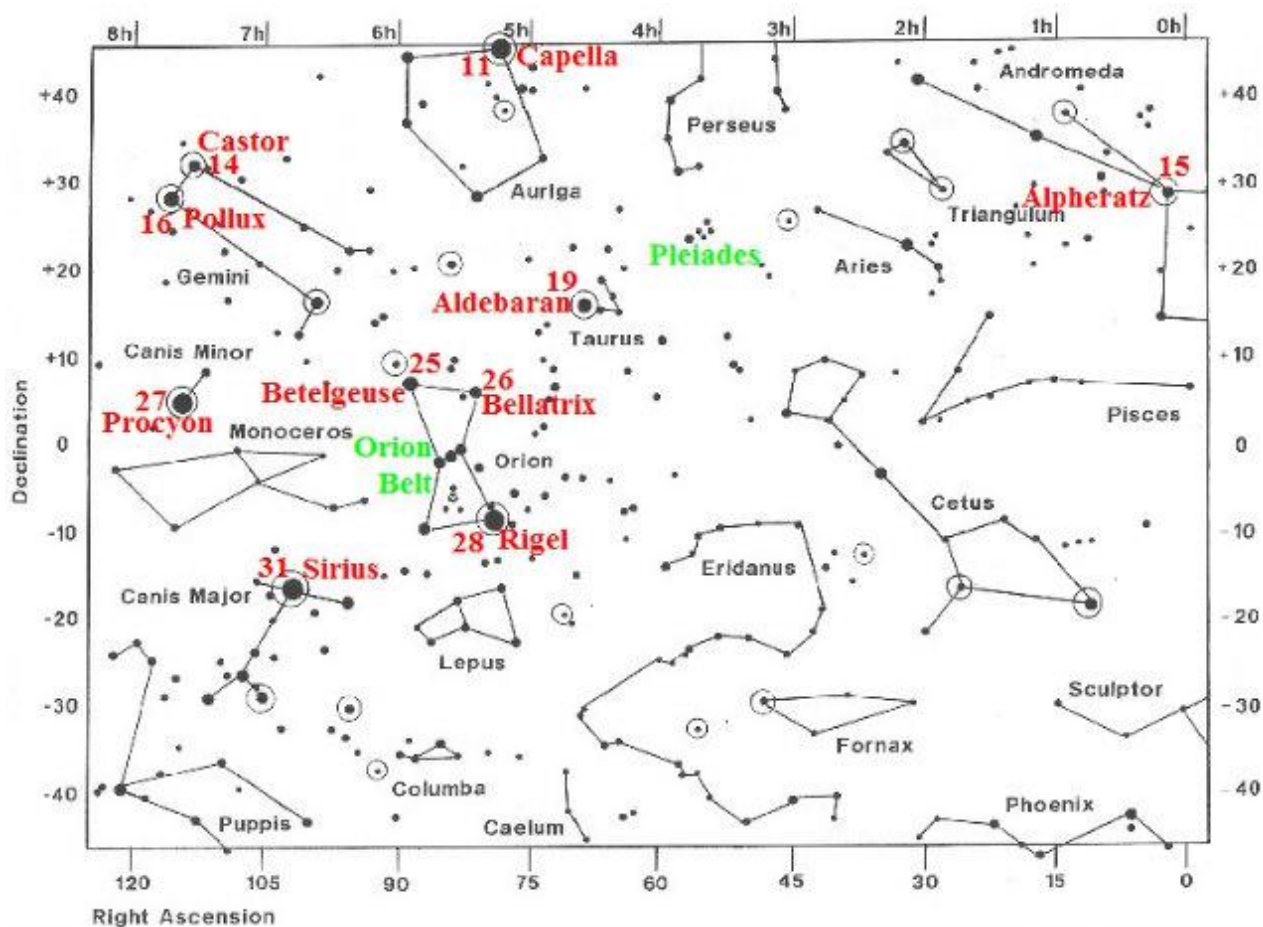 8h 7h 6h 5h 4h 3h 2h 1h 0h
11 Capella
Andromeda
+40 +40
Perseus
Castor
14
15
Auriga
+30 +30
Alpheratz
16 Pollux
Triangulum
Pleiades
Gemini
Aries
+20 +20
19
Aldebaran
Taurus
Canis Minor
25
+10 +10
26
Betelgeuse
Bellatrix
27
Procyon
Pisces
Monoceros
0 0
Orion
Belt
Orion
Declination
Cetus
-10 -10
28 Rigel
31 Sirius
Eridanus
Canis Major
-20 -20
Lepus
Sculptor
-30 -30
Fornax
Columba
-40 -40
Phoenix
Puppis
Caelum
120 105 90 75 60 45 30 15 0
Right Ascension